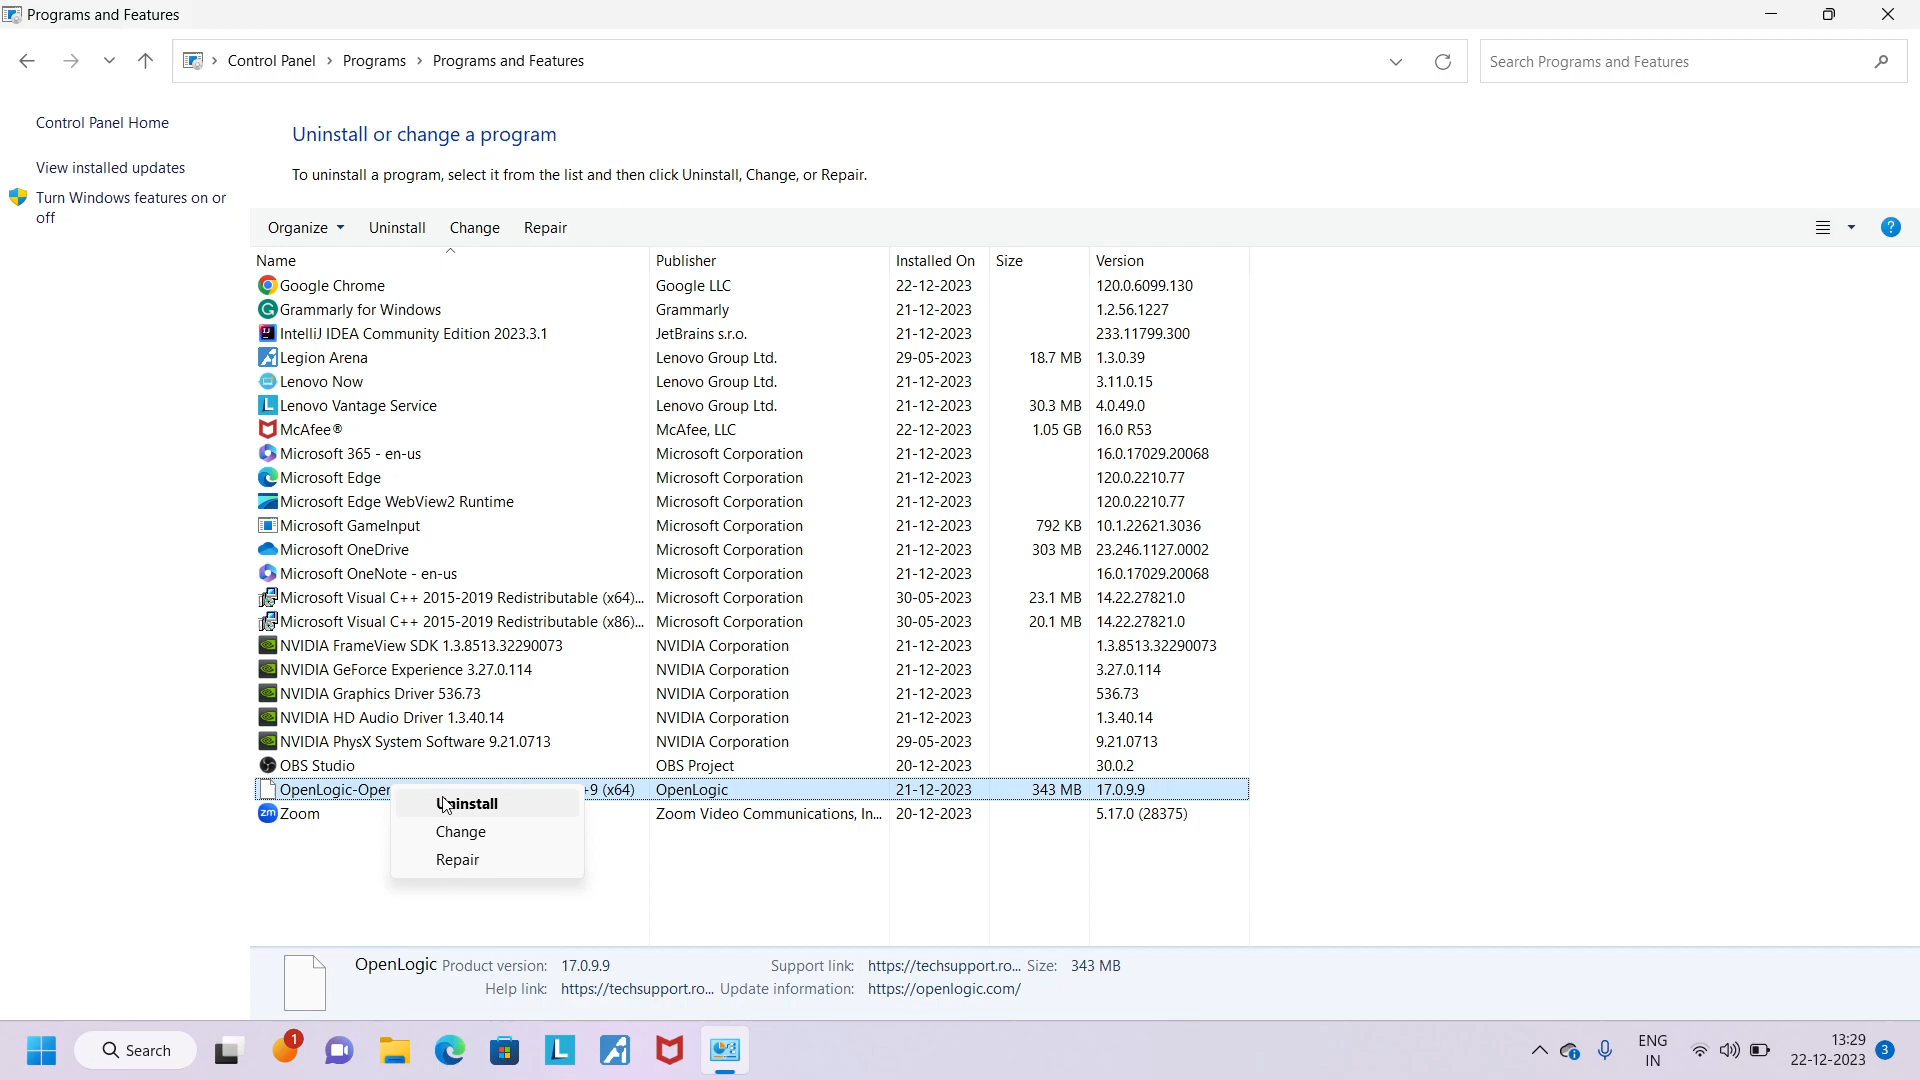 Programs and Features
Control Panel > Programs > Programs and Features
Search Programs and Features
Control Panel Home
View installed updates
Turn Windows features on or
off
Uninstall or change a program
To uninstall a program, select it from the list and then click Uninstall, Change, or Repair.
Organize Uninstall Change Repair
Name Publisher Installed On Size Version
Google Chrome Google LLC 22-12-2023 120.0.6099.130
Grammarly for Windows Grammarly 21-12-2023 1.2.56.1227
IntelliJ IDEA Community Edition 2023.3.1 JetBrains s.r.o. 21-12-2023 233.11799.300
Legion Arena Lenovo Group Ltd. 29-05-2023 18.7 MB 1.3.0.39
Lenovo Now Lenovo Group Ltd. 21-12-2023 3.11.0.15
Lenovo Vantage Service Lenovo Group Ltd. 21-12-2023 30.3 MB 4.0.49.0
McAfee® McAfee, LLC 22-12-2023 1.05 GB 16.0 R53
Microsoft 365 - en-us Microsoft Corporation 21-12-2023 16.0.17029.20068
Microsoft Edge Microsoft Corporation 21-12-2023 120.0.2210.77
Microsoft Edge WebView2 Runtime Microsoft Corporation 21-12-2023 120.0.2210.77
Microsoft GameInput Microsoft Corporation 21-12-2023 792 KB 10.1.22621.3036
Microsoft OneDrive Microsoft Corporation 21-12-2023 303 MB 23.246.1127.0002
Microsoft OneNote - en-us Microsoft Corporation 21-12-2023 16.0.17029.20068
Microsoft Visual C++ 2015-2019 Redistributable (x64)... Microsoft Corporation 30-05-2023 23.1 MB 14.22.27821.0
Microsoft Visual C++ 2015-2019 Redistributable (x86)... Microsoft Corporation 30-05-2023 20.1 MB 14.22.27821.0
NVIDIA FrameView SDK 1.3.8513.32290073 NVIDIA Corporation 21-12-2023 1.3.8513.32290073
NVIDIA GeForce Experience 3.27.0.114 NVIDIA Corporation 21-12-2023 3.27.0.114
NVIDIA Graphics Driver 536.73 NVIDIA Corporation 21-12-2023 536.73
NVIDIA HD Audio Driver 1.3.40.14 NVIDIA Corporation 21-12-2023 1.3.40.14
NVIDIA PhysX System Software 9.21.0713 NVIDIA Corporation 29-05-2023 9.21.0713
OBS Studio OBS Project 20-12-2023 30.0.2
OpenLogic-Oper +9 (x64) OpenLogic 21-12-2023 343 MB 17.0.9.9
Zoom Zoom Video Communications, In... 20-12-2023 5.17.0 (28375)
Uninstall
Change
Repair
OpenLogic Product version: 17.0.9.9 Support link: https://techsupport.ro... Size: 343 MB
Help link: https://techsupport.ro... Update information: https://openlogic.com/
Search
1
ENG
IN
13:29
22-12-2023
3